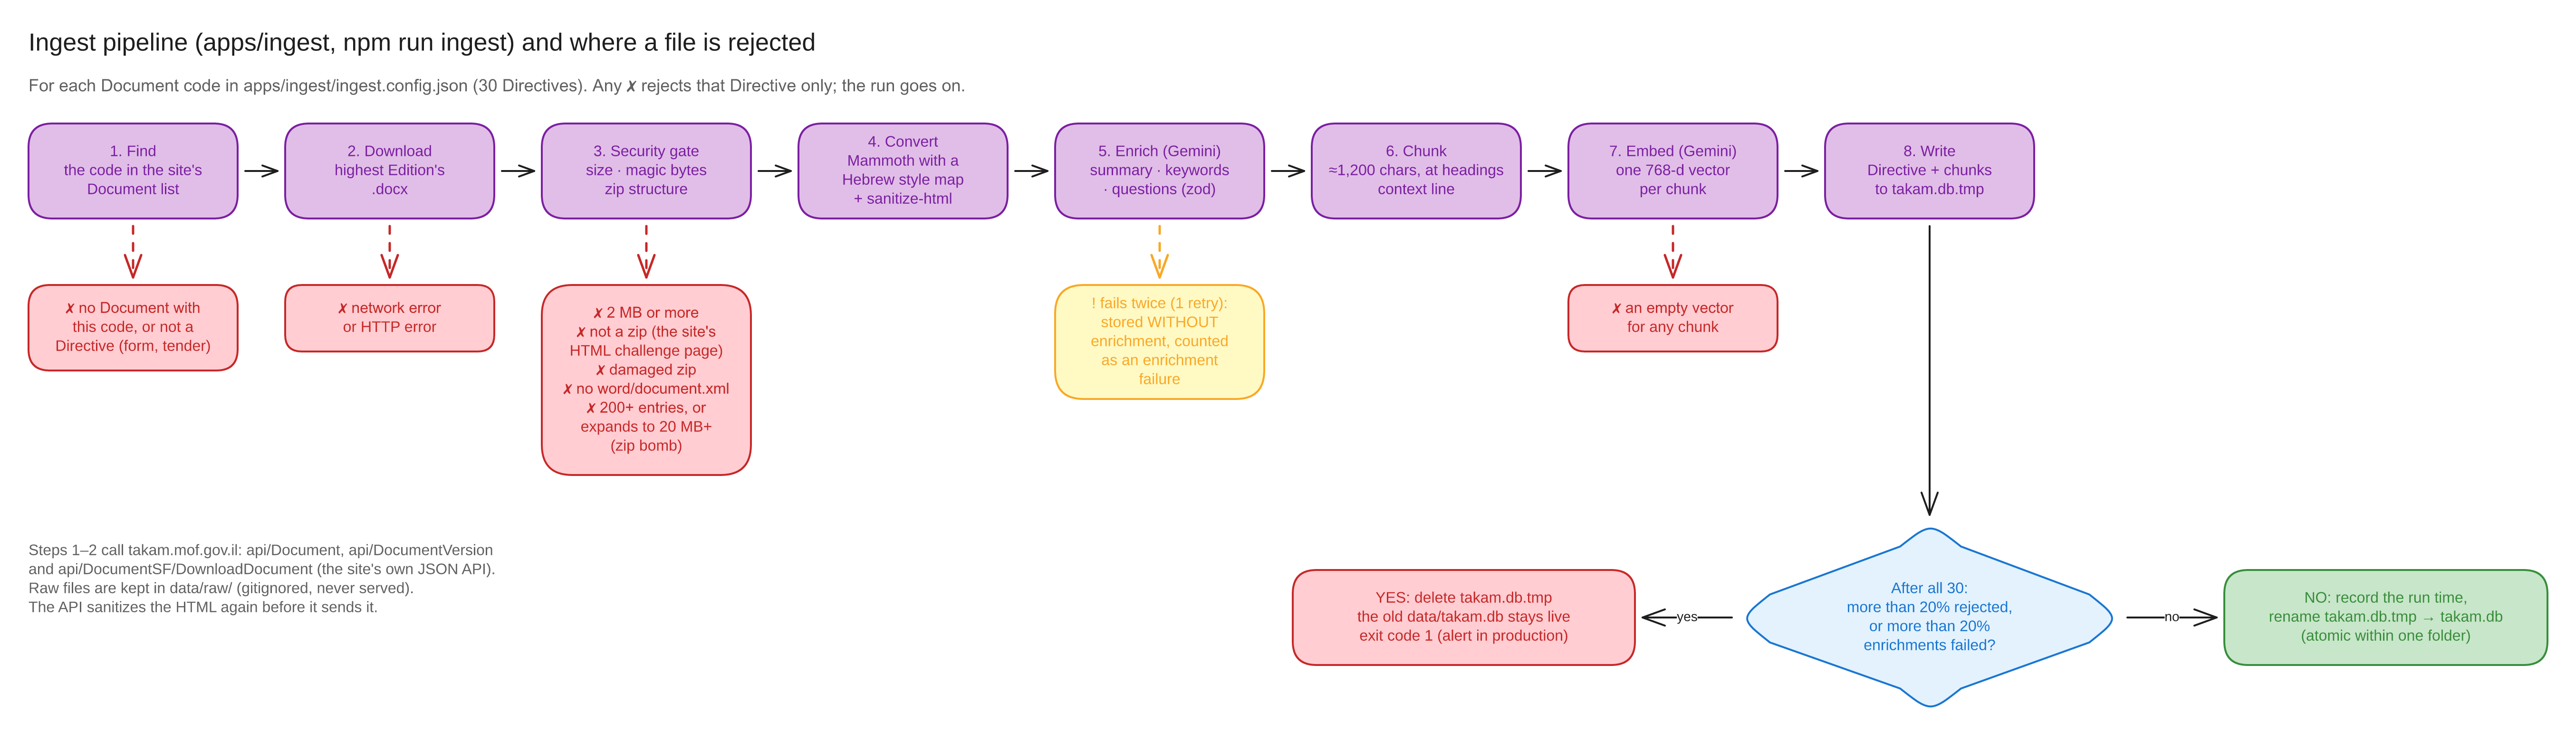 Ingest pipeline (apps/ingest, npm run ingest) and where a file is rejected
For each Document code in apps/ingest/ingest.config.json (30 Directives). Any ✗ rejects that Directive only; the run goes on.
1. Find
the code in the site's
Document list
2. Download
highest Edition's
.docx
3. Security gate
size · magic bytes
zip structure
4. Convert
Mammoth with a
Hebrew style map
+ sanitize-html
5. Enrich (Gemini)
summary · keywords
· questions (zod)
6. Chunk
≈1,200 chars, at headings
context line
7. Embed (Gemini)
one 768-d vector
per chunk
8. Write
Directive + chunks
to takam.db.tmp
✗ no Document with
this code, or not a
Directive (form, tender)
✗ network error
or HTTP error
✗ 2 MB or more
✗ not a zip (the site's
HTML challenge page)
✗ damaged zip
✗ no word/document.xml
✗ 200+ entries, or
expands to 20 MB+
(zip bomb)
! fails twice (1 retry):
stored WITHOUT
enrichment, counted
as an enrichment
failure
✗ an empty vector
for any chunk
Steps 1–2 call takam.mof.gov.il: api/Document, api/DocumentVersion
and api/DocumentSF/DownloadDocument (the site's own JSON API).
Raw files are kept in data/raw/ (gitignored, never served).
The API sanitizes the HTML again before it sends it.
YES: delete takam.db.tmp
the old data/takam.db stays live
exit code 1 (alert in production)
yes
After all 30:
more than 20% rejected,
or more than 20%
enrichments failed?
no
NO: record the run time,
rename takam.db.tmp → takam.db
(atomic within one folder)